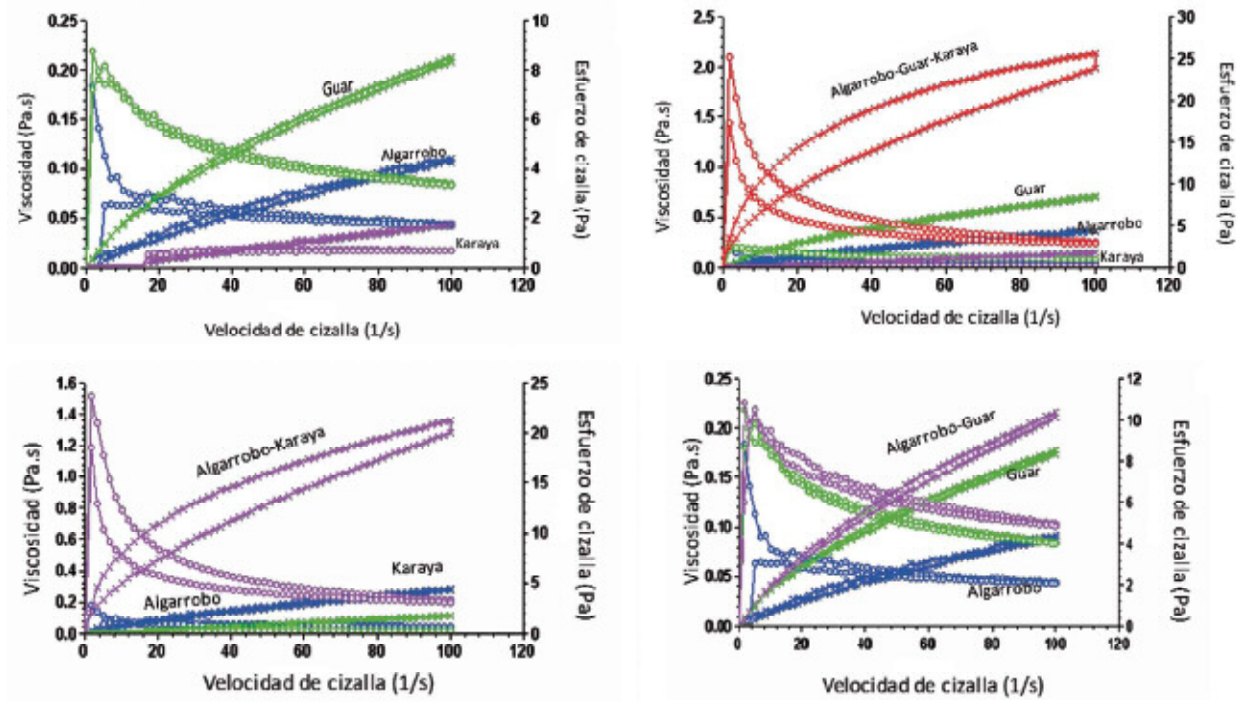 0.25
0.20
0.15
0.10
0.05
0.00
10
8
6
4
2
0
0 20 40 60 80 100 120
Viscosidad (Pa.s)
Esfuerzo de cizalla (Pa)
Velocidad de cizalla (1/s)
Guar
Algarrobo
Karaya
2.5
2.0
1.5
1.0
0.5
0.0
30
25
20
15
10
5
0
0 20 40 60 80 100 120
Viscosidad (Pa.s)
Esfuerzo de cizalla (Pa)
Velocidad de cizalla (1/s)
Algarrobo-Guar-Karaya
Guar
Algarrobo
Karaya
1.6
1.4
1.2
1.0
0.8
0.6
0.4
0.2
0.0
25
20
15
10
5
0
0 20 40 60 80 100 120
Viscosidad (Pa.s)
Esfuerzo de cizalla (Pa)
Velocidad de cizalla (1/s)
Algarrobo-Karaya
Karaya
Algarrobo
0.25
0.20
0.15
0.10
0.05
0.00
12
10
8
6
4
2
0
0 20 40 60 80 100 120
Viscosidad (Pa.s)
Esfuerzo de cizalla (Pa)
Velocidad de cizalla (1/s)
Algarrobo-Guar
Guar
Algarrobo